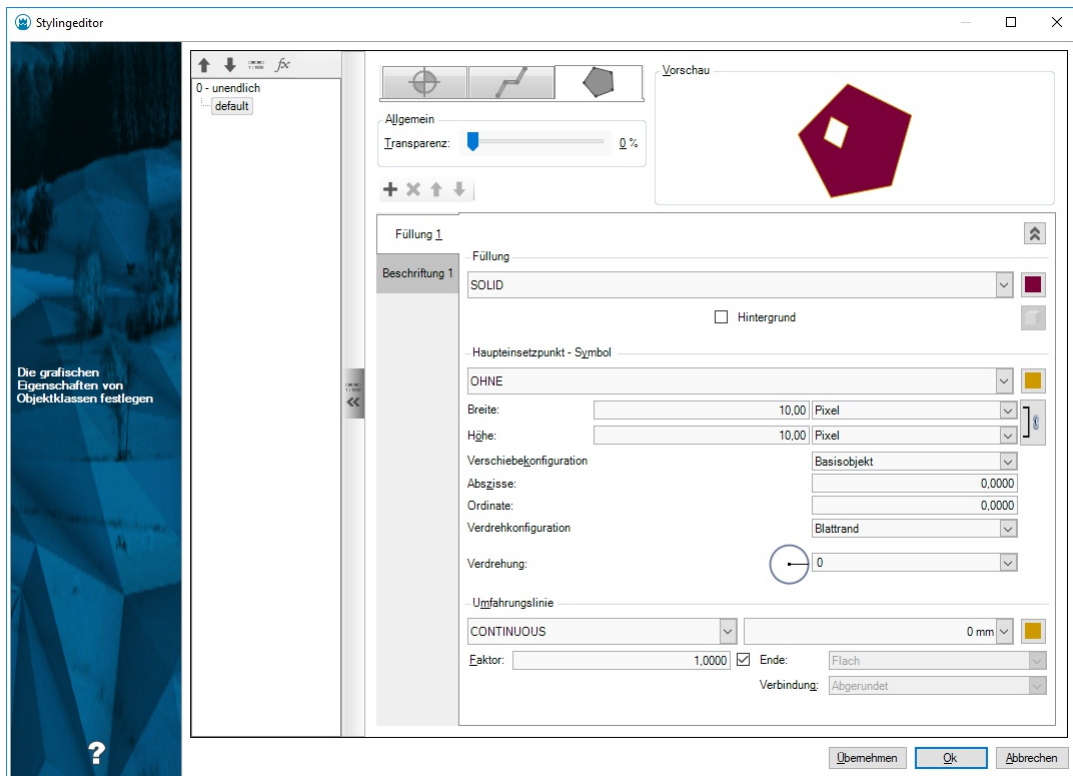 Stylingeditor
0 - unendlich
default
Die grafischen
Eigenschaften von
Objektklassen festlegen
?
Vorschau
Allgemein
Transparenz:
0 %
Füllung 1
Beschriftung 1
Füllung
SOLID
Hintergrund
Haupteinsetzpunkt - Symbol
OHNE
Breite: 10,00 Pixel
Höhe: 10,00 Pixel
Verschiebekonfiguration Basisobjekt
Abszisse: 0,0000
Ordinate: 0,0000
Verdrehkonfiguration Blattrand
Verdrehung: 0
Umfahrungslinie
CONTINUOUS 0 mm
Faktor: 1,0000 Ende: Flach
Verbindung: Abgerundet
Übernehmen Ok Abbrechen